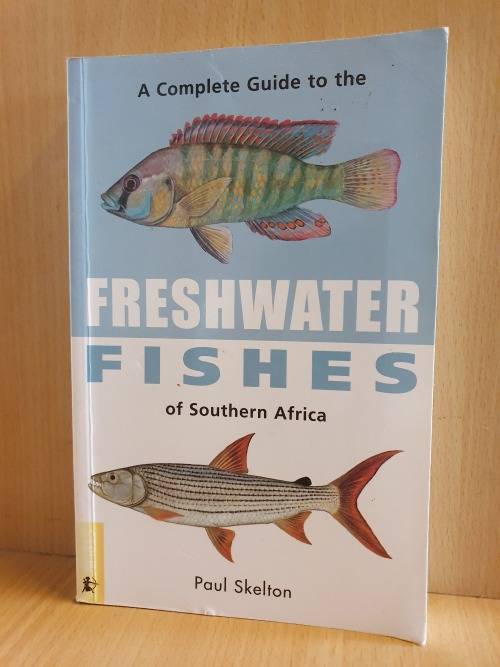 A Complete Guide to the
FRESHWATER
FISHES
of Southern Africa
Paul Skelton